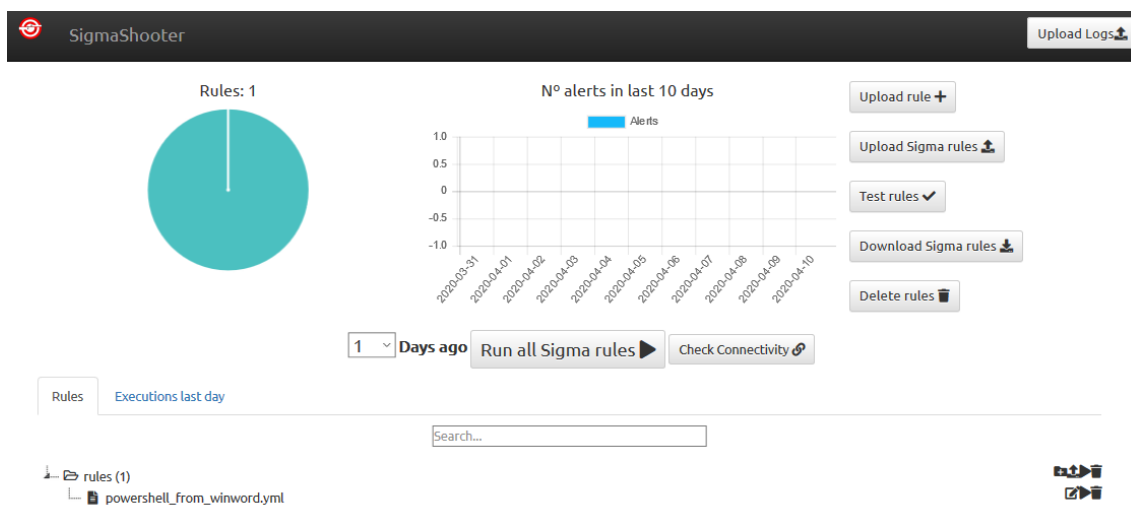 SigmaShooter
Upload Logs
Rules: 1
Nº alerts in last 10 days
Alerts
1.0
0.5
0
-0.5
-1.0
2020-03-31
2020-04-01
2020-04-02
2020-04-03
2020-04-04
2020-04-05
2020-04-06
2020-04-07
2020-04-08
2020-04-09
2020-04-10
Upload rule
Upload Sigma rules
Test rules
Download Sigma rules
Delete rules
1 Days ago Run all Sigma rules Check Connectivity
Rules Executions last day
Search...
rules (1)
powershell_from_winword.yml